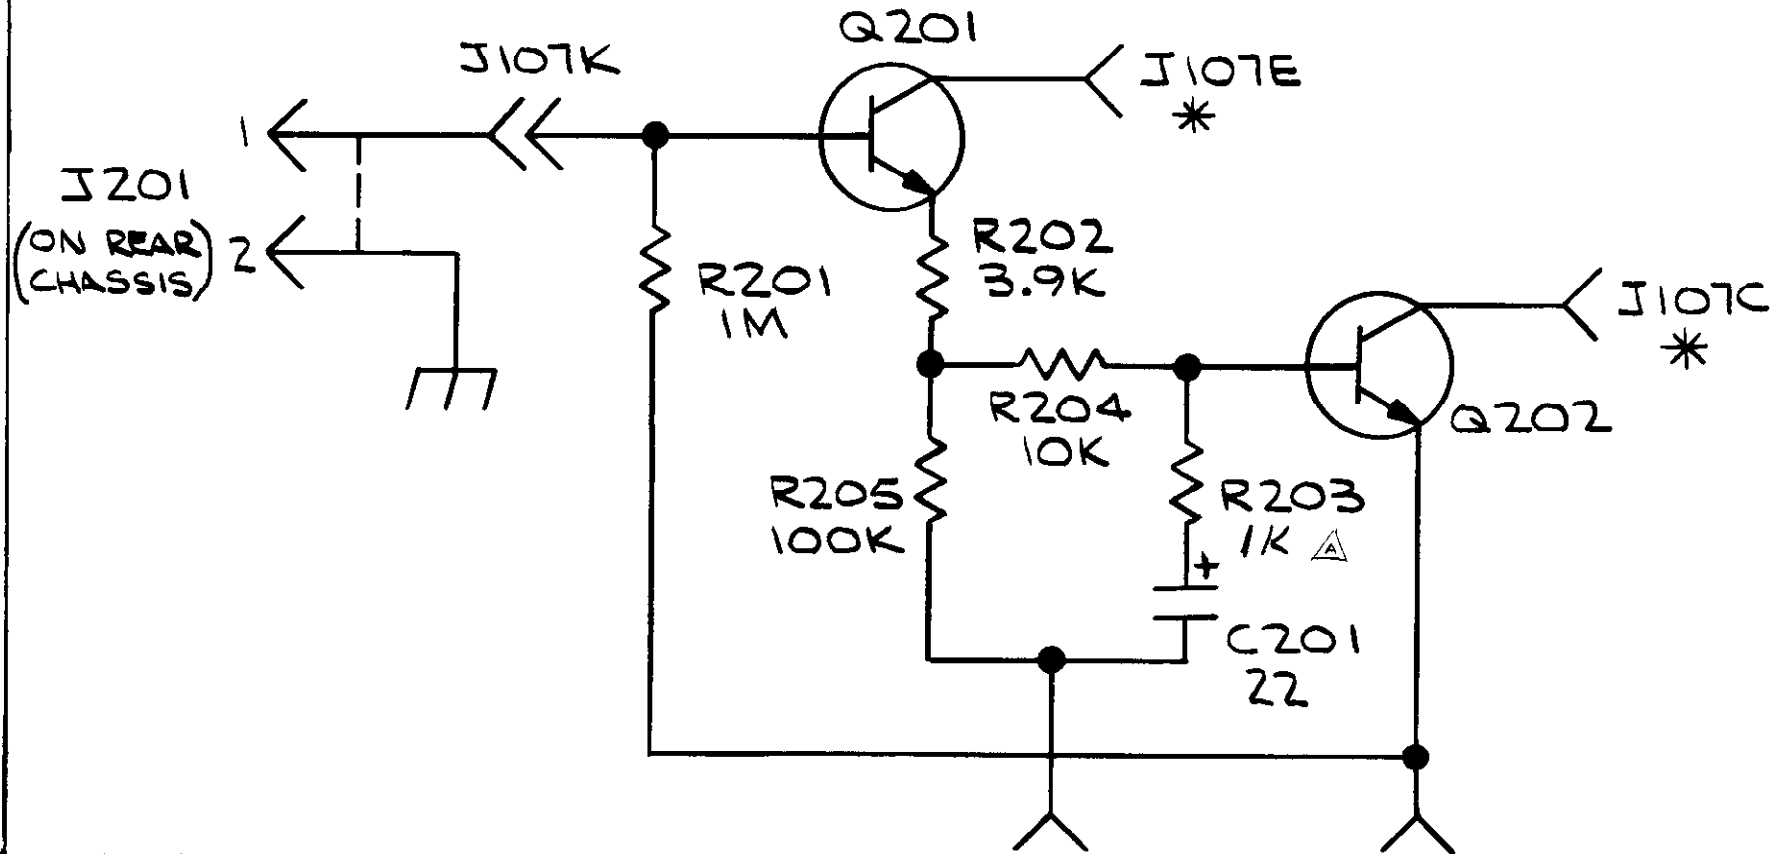 Q201
J107K
J107E
*
1
J201
(ON REAR
CHASSIS)
2
R202
3.9K
R201
1M
J107C
*
R204
10K
Q202
R205
100K
R203
1K A
+
C201
22